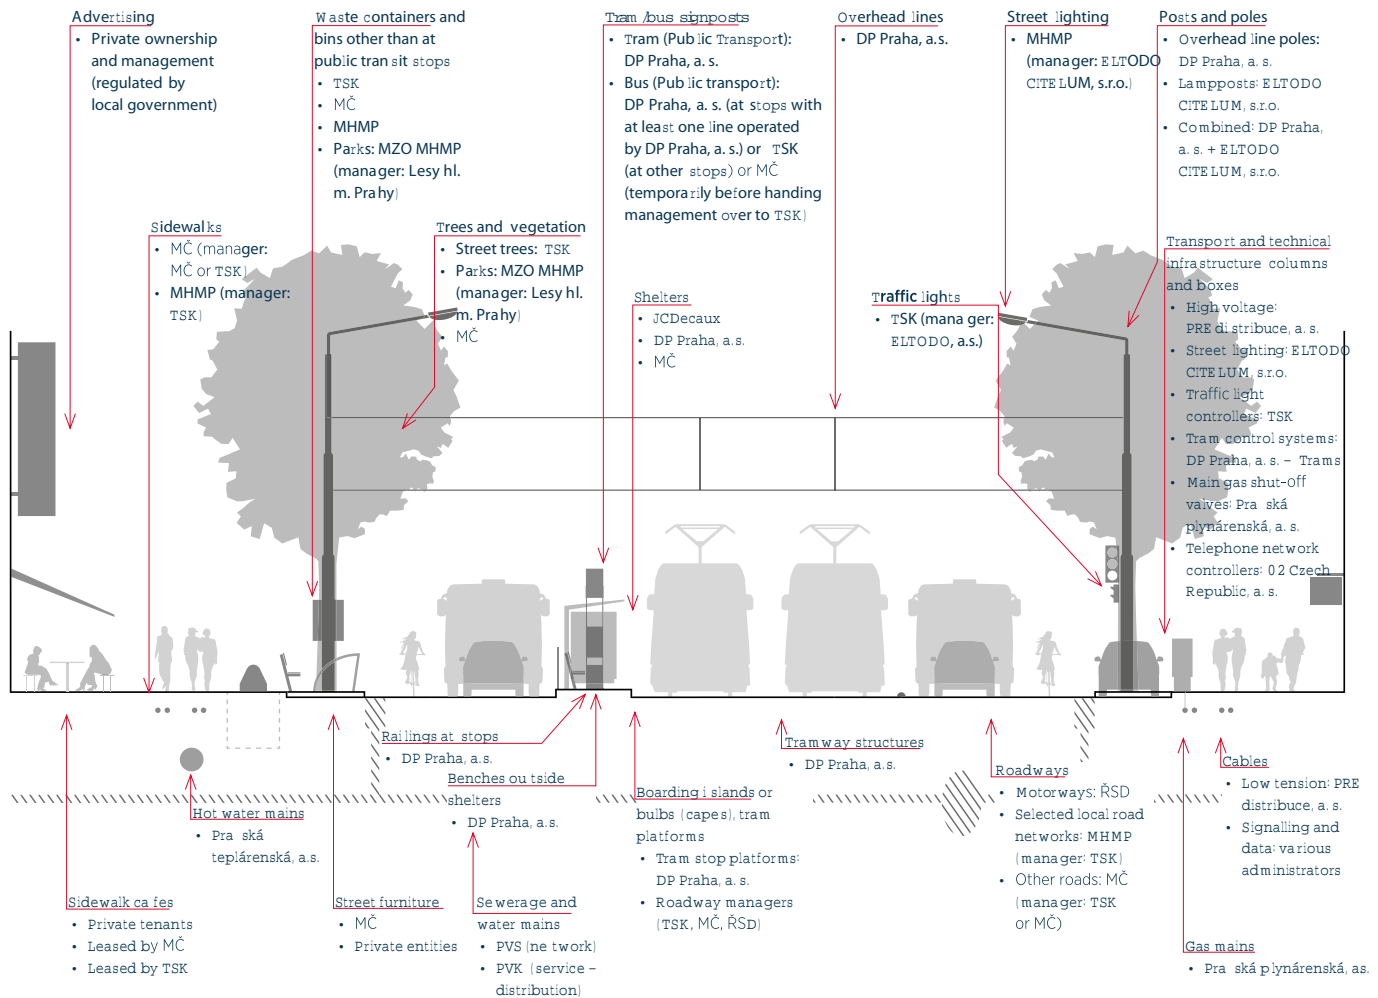 Advertising
• Private ownership
and management
(regulated by
local government)
Waste containers and
bins other than at
public transit stops
• TSK
• MČ
• MHMP
• Parks: MZO MHMP
(manager: Lesy hl.
m. Prahy)
Tram /bus signposts
• Tram (Public Transport):
DP Praha, a. s.
• Bus (Public transport):
DP Praha, a. s. (at stops with
at least one line operated
by DP Praha, a. s.) or TSK
(at other stops) or MČ
(temporarily before handing
management over to TSK)
Overhead lines
• DP Praha, a.s.
Street lighting
• MHMP
(manager: ELTODO
CITELUM, s.r.o.)
Posts and poles
• Overhead line poles:
DP Praha, a. s.
• Lampposts: ELTODO
CITELUM, s.r.o.
• Combined: DP Praha,
a. s. + ELTODO
CITELUM, s.r.o.
Sidewalks
• MČ (manager:
MČ or TSK)
• MHMP (manager:
TSK)
Trees and vegetation
• Street trees: TSK
• Parks: MZO MHMP
(manager: Lesy hl.
m. Prahy)
• MČ
Shelters
• JCDecaux
• DP Praha, a.s.
• MČ
Traffic lights
• TSK (manager:
ELTODO, a.s.)
Transport and technical
infrastructure columns
and boxes
• High voltage:
PRE distribuce, a. s.
• Street lighting: ELTODO
CITELUM, s.r.o.
• Traffic light
controllers: TSK
• Tram control systems:
DP Praha, a. s. – Trams
• Main gas shut-off
valves: Pra ská
plynárenská, a. s.
• Telephone network
controllers: 02 Czech
Republic, a. s.
Railings at stops
• DP Praha, a.s.
Benches outside
shelters
• DP Praha, a.s.
Tramway structures
• DP Praha, a.s.
Roadways
• Motorways: ŘSD
• Selected local road
networks: MHMP
(manager: TSK)
• Other roads: MČ
(manager: TSK
or MČ)
Cables
• Low tension: PRE
distribuce, a. s.
• Signalling and
data: various
administrators
Hot water mains
• Pra ská
teplárenská, a.s.
Boarding islands or
bulbs (capes), tram
platforms
• Tram stop platforms:
DP Praha, a. s.
• Roadway managers
(TSK, MČ, ŘSD)
Sidewalk cafes
• Private tenants
• Leased by MČ
• Leased by TSK
Street furniture
• MČ
• Private entities
Sewerage and
water mains
• PVS (network)
• PVK (service –
distribution)
Gas mains
• Pra ská plynárenská, as.